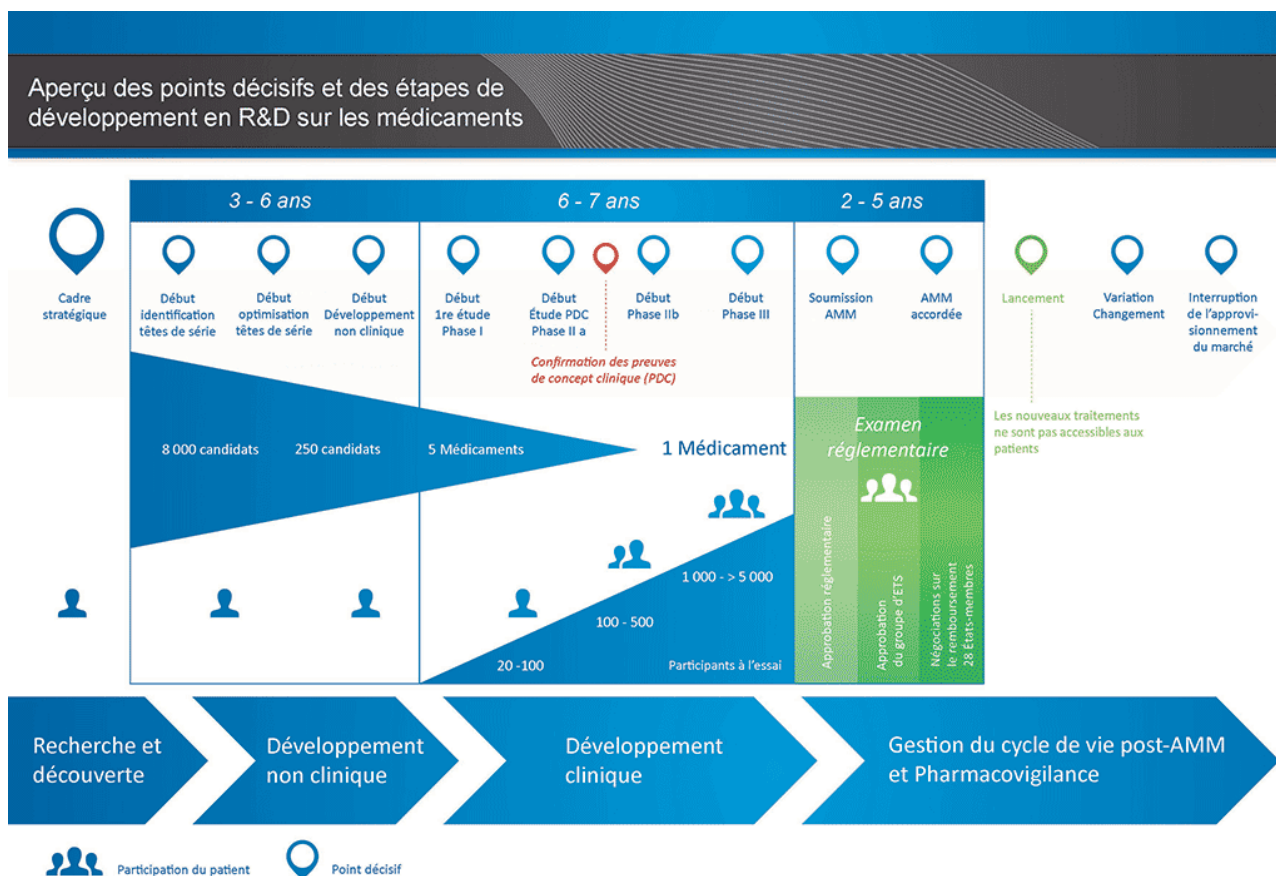 Aperçu des points décisifs et des étapes de
développement en R&D sur les médicaments
3 - 6 ans
6 - 7 ans
2 - 5 ans
Cadre
stratégique
Début
identification
têtes de série
Début
optimisation
têtes de série
Début
Développement
non clinique
Début
1re étude
Phase I
Début
Étude PDC
Phase II a
Début
Phase IIb
Début
Phase III
Soumission
AMM
AMM
accordée
Lancement
Variation
Changement
Interruption
de l'approvi-
sionnement
du marché
Confirmation des preuves
de concept clinique (PDC)
8 000 candidats
250 candidats
5 Médicaments
1 Médicament
Examen
réglementaire
Les nouveaux traitements
ne sont pas accessibles aux
patients
20 -100
100 - 500
1 000 - > 5 000
Participants à l'essai
Approbation réglementaire
Approbation
du groupe d'ETS
Négociations sur
le remboursement
28 États-membres
Recherche et
découverte
Développement
non clinique
Développement
clinique
Gestion du cycle de vie post-AMM
et Pharmacovigilance
Participation du patient
Point décisif